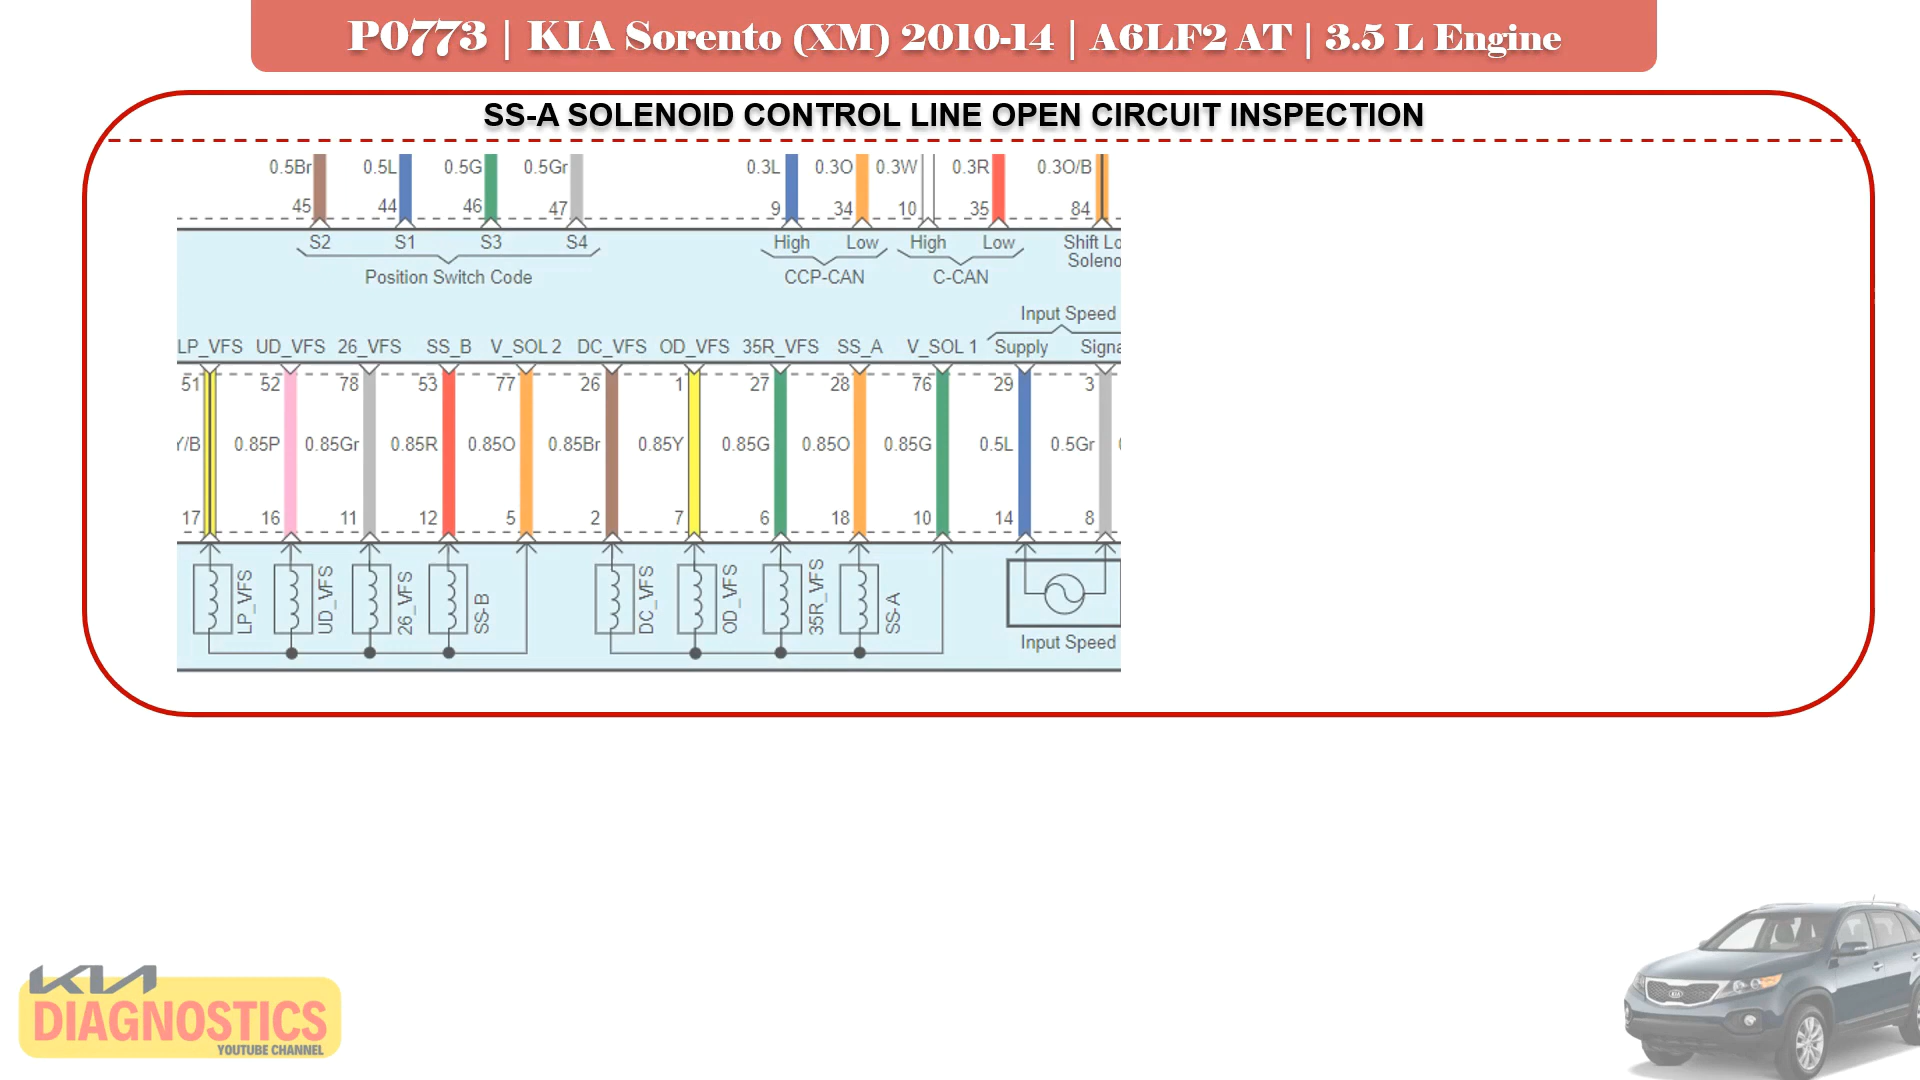 P0773 | KIA Sorento (XM) 2010-14 | A6LF2 AT | 3.5 L Engine
SS-A SOLENOID CONTROL LINE OPEN CIRCUIT INSPECTION
0.5Br 0.5L 0.5G 0.5Gr 0.3L 0.3O 0.3W 0.3R 0.3O/B
45 44 46 47 9 34 10 35 84
S2 S1 S3 S4 High Low High Low Shift Lo
Soleno
Position Switch Code CCP-CAN C-CAN
Input Speed
LP_VFS UD_VFS 26_VFS SS_B V_SOL 2 DC_VFS OD_VFS 35R_VFS SS_A V_SOL 1 Supply Signa
51 52 78 53 77 26 1 27 28 76 29 3
Y/B 0.85P 0.85Gr 0.85R 0.85O 0.85Br 0.85Y 0.85G 0.85O 0.85G 0.5L 0.5Gr
17 16 11 12 5 2 7 6 18 10 14 8
LP_VFS UD_VFS 26_VFS SS-B DC_VFS OD_VFS 35R_VFS SS-A
Input Speed
KIA
DIAGNOSTICS
YOUTUBE CHANNEL